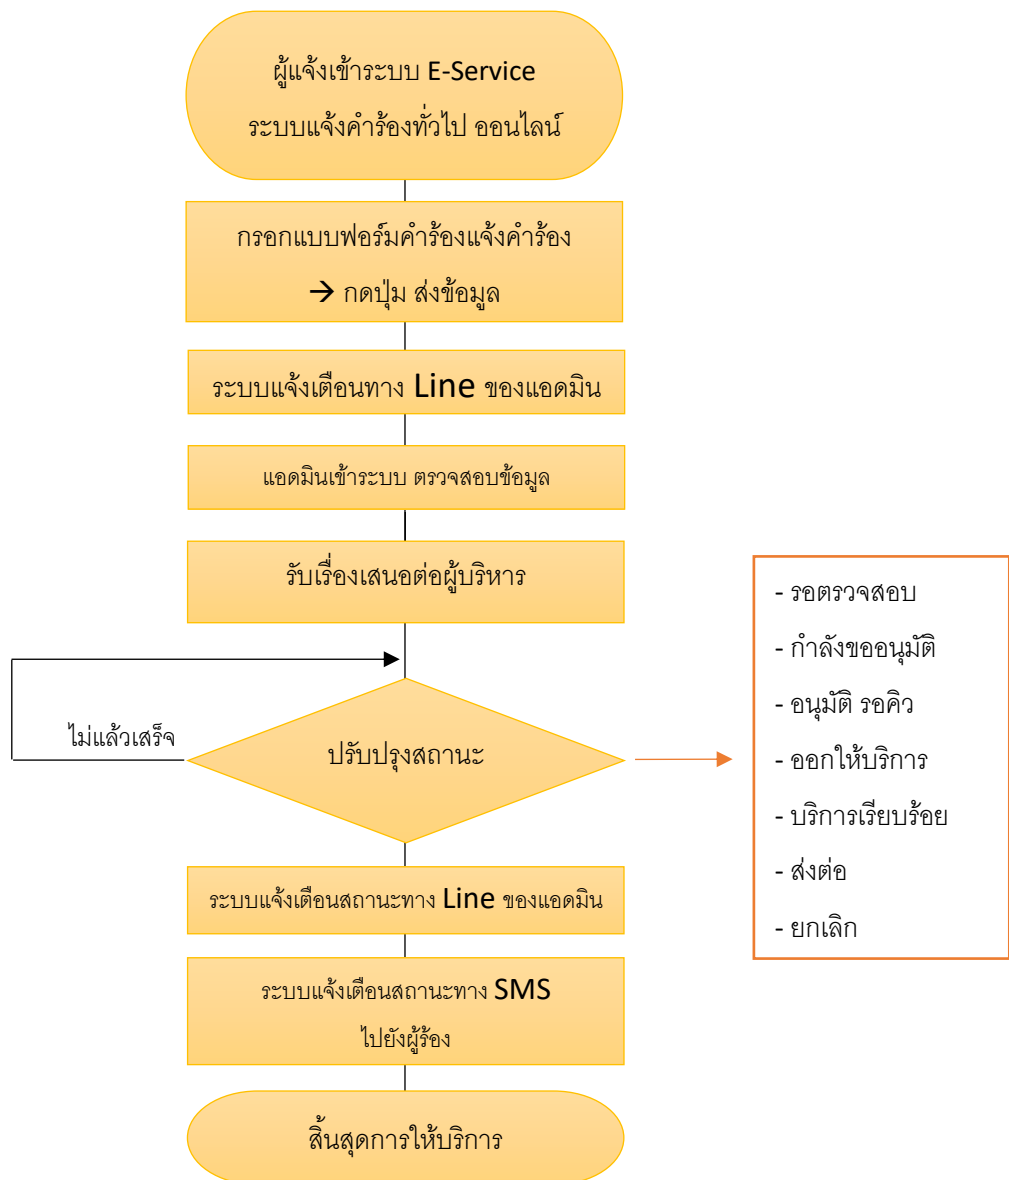 ผู้แจ้งเข้าระบบ E-Service
ระบบแจ้งคำร้องทั่วไป ออนไลน์
กรอกแบบฟอร์มคำร้องแจ้งคำร้อง
→ กดปุ่ม ส่งข้อมูล
ระบบแจ้งเตือนทาง Line ของแอดมิน
แอดมินเข้าระบบ ตรวจสอบข้อมูล
รับเรื่องเสนอต่อผู้บริหาร
ไม่แล้วเสร็จ
ปรับปรุงสถานะ
- รอตรวจสอบ
- กำลังขออนุมัติ
- อนุมัติ รอคิว
- ออกให้บริการ
- บริการเรียบร้อย
- ส่งต่อ
- ยกเลิก
ระบบแจ้งเตือนสถานะทาง Line ของแอดมิน
ระบบแจ้งเตือนสถานะทาง SMS
ไปยังผู้ร้อง
สิ้นสุดการให้บริการ